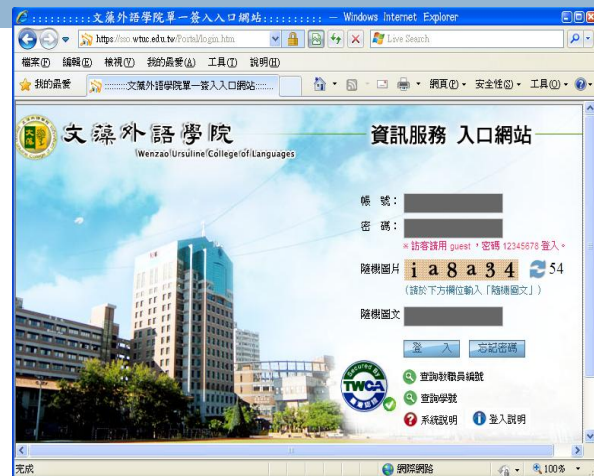 ::::::::::文藻外語學院單一簽入入口網站::::::::::: — Windows Internet Explorer
https://sso.wtuc.edu.tw/Portal/login.htm
Live Search
檔案(F) 編輯(E) 檢視(V) 我的最愛(A) 工具(T) 說明(H)
我的最愛
::::::::::文藻外語學院單一簽入入口網站:::::::...
網頁(P) 安全性(S) 工具(O)
文藻外語學院
Wenzao Ursuline College of Languages
資訊服務 入口網站
帳 號：
密 碼：
※訪客請用 guest，密碼 12345678 登入。
隨機圖片
i a 8 a 3 4
54
(請於下方欄位輸入「隨機圖文」)
隨機圖文
登 入
忘記密碼
Secured By
TWCA
查詢教職員編號
查詢學號
系統說明
登入說明
完成
網際網路
100%